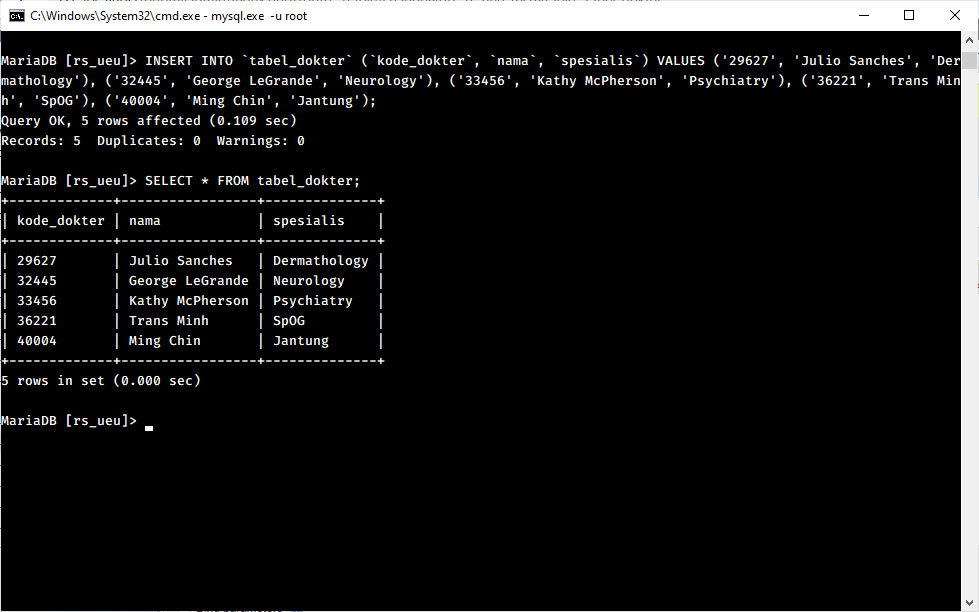 C:\Windows\System32\cmd.exe - mysql.exe -u root
MariaDB [rs_ueu]> INSERT INTO `tabel_dokter` (`kode_dokter`, `nama`, `spesialis`) VALUES ('29627', 'Julio Sanches', 'Der
mathology'), ('32445', 'George LeGrande', 'Neurology'), ('33456', 'Kathy McPherson', 'Psychiatry'), ('36221', 'Trans Min
h', 'SpOG'), ('40004', 'Ming Chin', 'Jantung');
Query OK, 5 rows affected (0.109 sec)
Records: 5  Duplicates: 0  Warnings: 0
MariaDB [rs_ueu]> SELECT * FROM tabel_dokter;
+-------------+-----------------+--------------+
| kode_dokter | nama            | spesialis    |
+-------------+-----------------+--------------+
| 29627       | Julio Sanches   | Dermathology |
| 32445       | George LeGrande | Neurology    |
| 33456       | Kathy McPherson | Psychiatry   |
| 36221       | Trans Minh      | SpOG         |
| 40004       | Ming Chin       | Jantung      |
+-------------+-----------------+--------------+
5 rows in set (0.000 sec)
MariaDB [rs_ueu]>